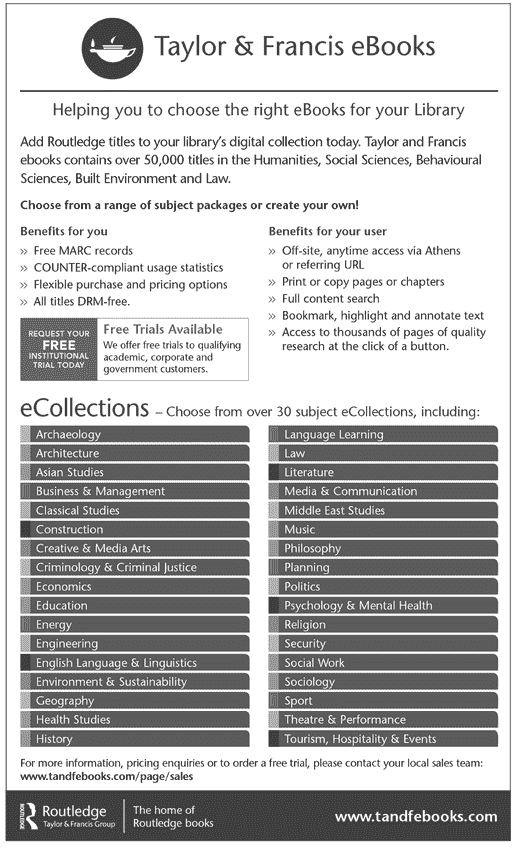 Taylor & Francis eBooks
Helping you to choose the right eBooks for your Library
Add Routledge titles to your library's digital collection today. Taylor and Francis
ebooks contains over 50,000 titles in the Humanities, Social Sciences, Behavioural
Sciences, Built Environment and Law.
Choose from a range of subject packages or create your own!
Benefits for you
» Free MARC records
» COUNTER-compliant usage statistics
» Flexible purchase and pricing options
» All titles DRM-free.
REQUEST YOUR
FREE
INSTITUTIONAL
TRIAL TODAY
Free Trials Available
We offer free trials to qualifying
academic, corporate and
government customers.
Benefits for your user
» Off-site, anytime access via Athens
or referring URL
» Print or copy pages or chapters
» Full content search
» Bookmark, highlight and annotate text
» Access to thousands of pages of quality
research at the click of a button.
eCollections – Choose from over 30 subject eCollections, including:
Archaeology
Architecture
Asian Studies
Business & Management
Classical Studies
Construction
Creative & Media Arts
Criminology & Criminal Justice
Economics
Education
Energy
Engineering
English Language & Linguistics
Environment & Sustainability
Geography
Health Studies
History
Language Learning
Law
Literature
Media & Communication
Middle East Studies
Music
Philosophy
Planning
Politics
Psychology & Mental Health
Religion
Security
Social Work
Sociology
Sport
Theatre & Performance
Tourism, Hospitality & Events
For more information, pricing enquiries or to order a free trial, please contact your local sales team:
www.tandfebooks.com/page/sales
ROUTLEDGE
Routledge
Taylor & Francis Group
The home of
Routledge books
www.tandfebooks.com